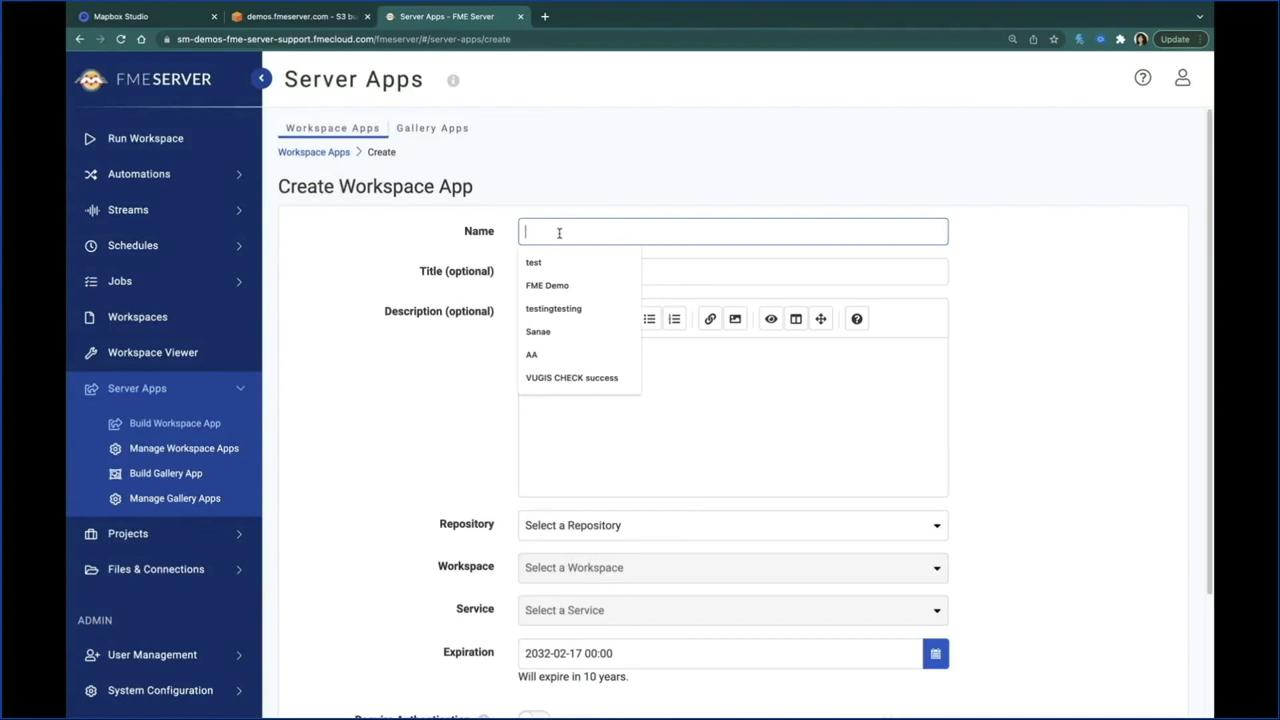 Mapbox Studio
demos.fmeserver.com - S3 bu
Server Apps - FME Server
sm-demos-fme-server-support.fmecloud.com/fmeserver/#/server-apps/create
Update
FMESERVER
Server Apps
Run Workspace
Automations
Streams
Schedules
Jobs
Workspaces
Workspace Viewer
Server Apps
Build Workspace App
Manage Workspace Apps
Build Gallery App
Manage Gallery Apps
Projects
Files & Connections
ADMIN
User Management
System Configuration
Workspace Apps
Gallery Apps
Workspace Apps > Create
Create Workspace App
Name
test
FME Demo
testingtesting
Sanae
AA
VUGIS CHECK success
Title (optional)
Description (optional)
Repository
Select a Repository
Workspace
Select a Workspace
Service
Select a Service
Expiration
2032-02-17 00:00
Will expire in 10 years.